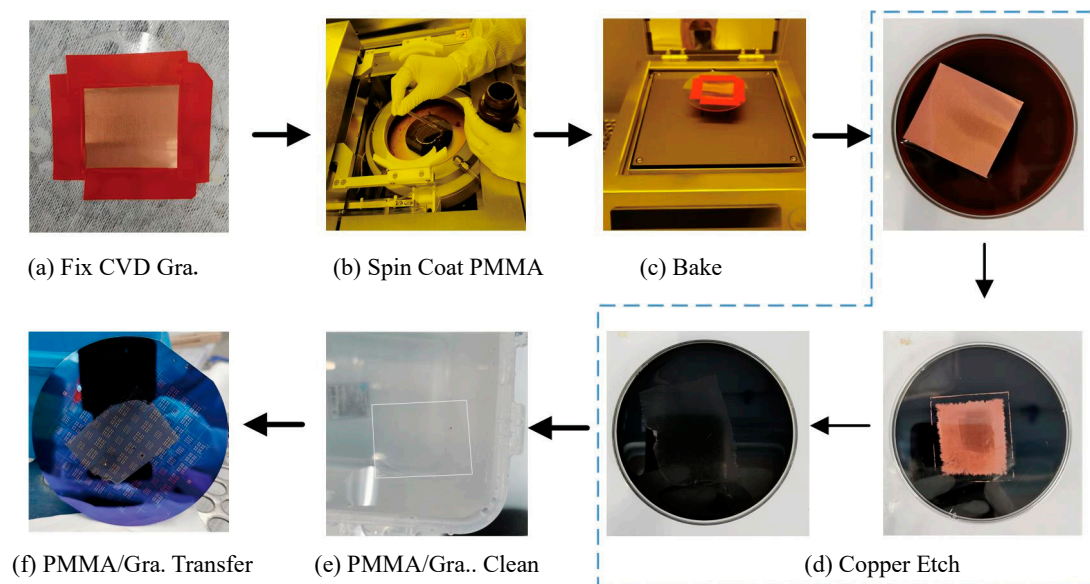 (a) Fix CVD Gra.
(b) Spin Coat PMMA
(c) Bake
(f) PMMA/Gra. Transfer
(e) PMMA/Gra.. Clean
(d) Copper Etch